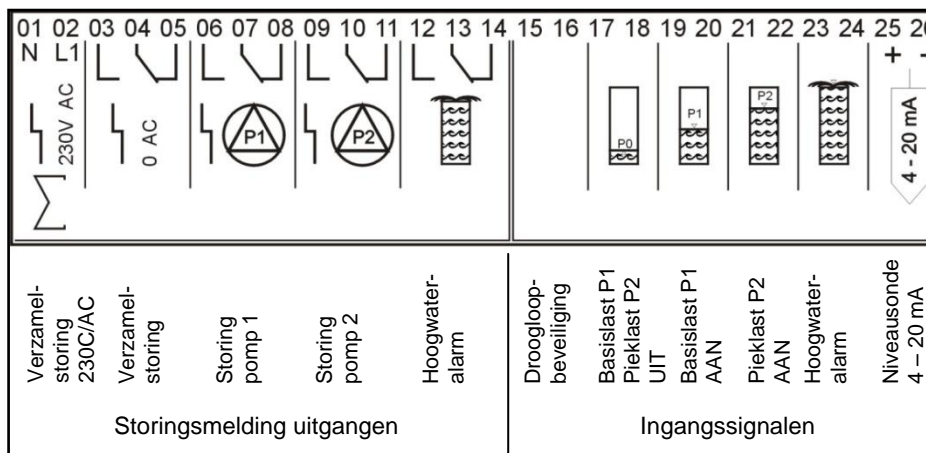 01 02 03 04 05 06 07 08 09 10 11 12 13 14 15 16 17 18 19 20 21 22 23 24 25
N L1
+
230V AC
0 AC
P1
P2
P0
P1
P2
4 - 20 mA
Verzamel-
storing
230C/AC
Verzamel-
storing
Storing
pomp 1
Storing
pomp 2
Hoogwater-
alarm
Droogloop-
beveiliging
Basislast P1
Pieklast P2
UIT
Basislast P1
AAN
Pieklast P2
AAN
Hoogwater-
alarm
Niveausonde
4 – 20 mA
Storingsmelding uitgangen
Ingangssignalen